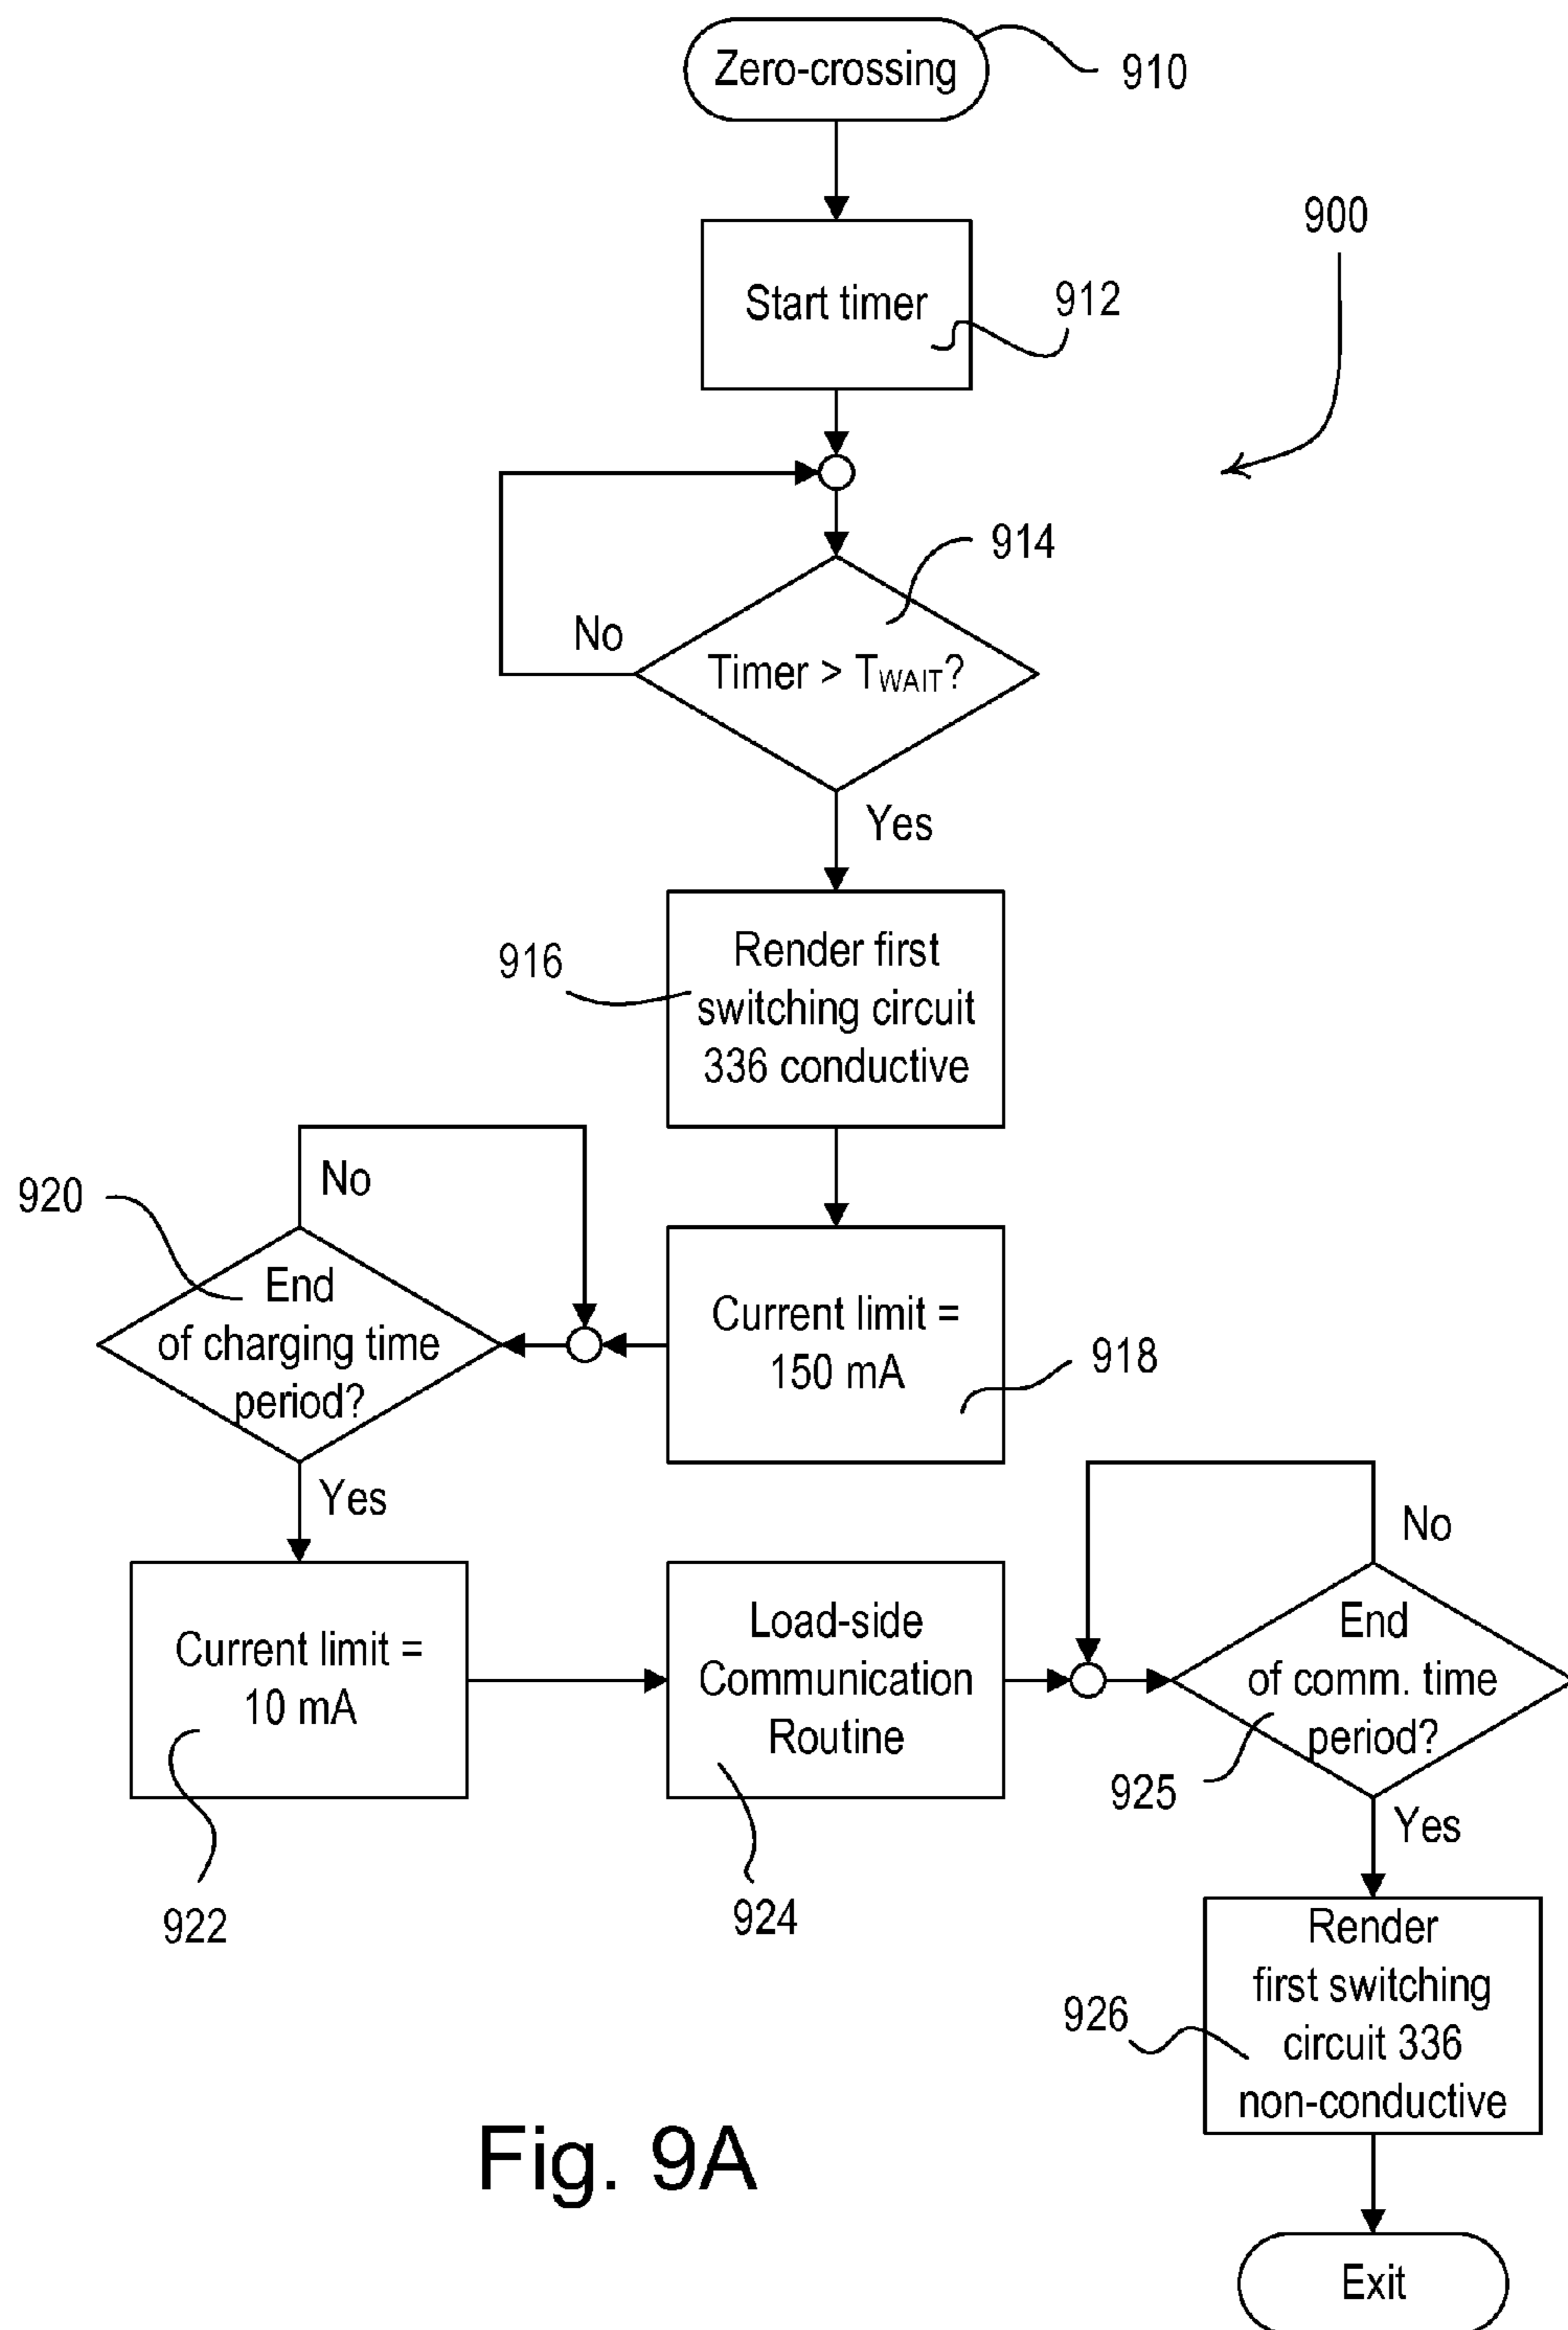 Zero-crossing
910
900
Start timer
912
914
No
Timer > TWAIT?
Yes
916
Render first
switching circuit
336 conductive
920
No
End
of charging time
period?
Current limit =
150 mA
918
Yes
No
Current limit =
10 mA
Load-side
Communication
Routine
End
of comm. time
period?
925
922
924
Yes
926
Render
first switching
circuit 336
non-conductive
Fig. 9A
Exit